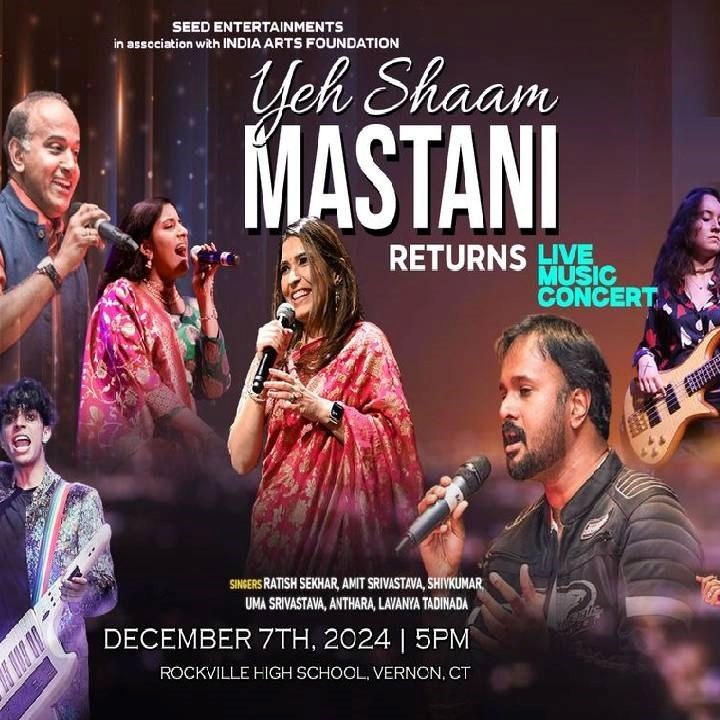 SEED ENTERTAINMENTS
in association with INDIA ARTS FOUNDATION
Yeh Shaam
MASTANI
RETURNS LIVE
MUSIC
CONCERT
SINGERS RATISH SEKHAR, AMIT SRIVASTAVA, SHIVKUMAR,
UMA SRIVASTAVA, ANTHARA, LAVANYA TADINADA
DECEMBER 7TH, 2024 | 5PM
ROCKVILLE HIGH SCHOOL, VERNON, CT